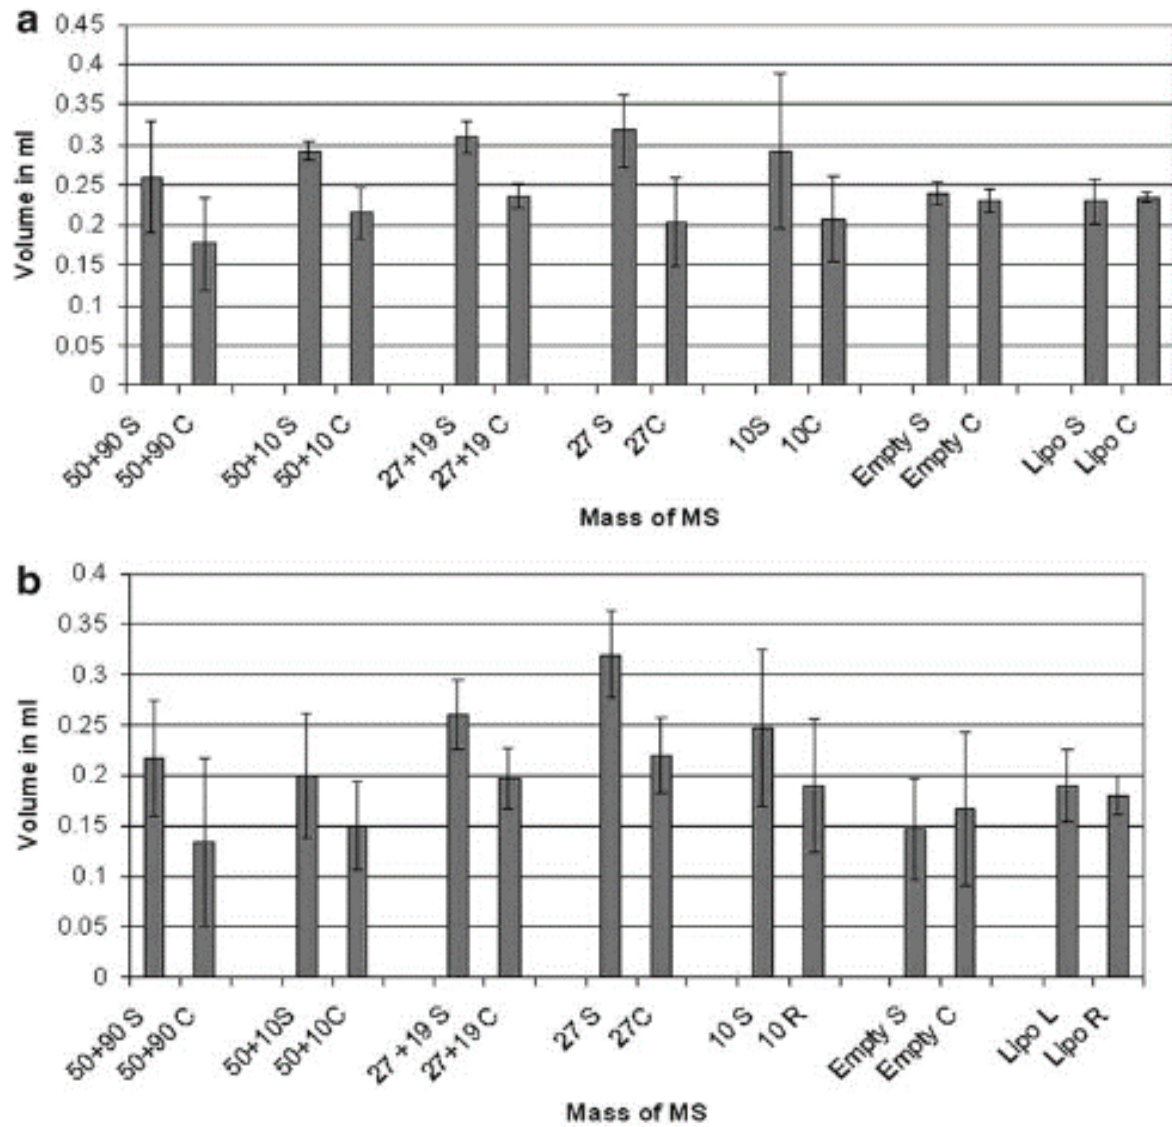 a
Volume in ml
0.45
0.4
0.35
0.3
0.25
0.2
0.15
0.1
0.05
0
50+90 S
50+90 C
50+10 S
50+10 C
27+19 S
27+19 C
27 S
27C
10S
10C
Empty S
Empty C
Lipo S
Lipo C
Mass of MS
b
Volume in ml
0.4
0.35
0.3
0.25
0.2
0.15
0.1
0.05
0
50+90 S
50+90 C
50+10S
50+10C
27 +19 S
27+19 C
27 S
27C
10 S
10 R
Empty S
Empty C
Lipo L
Lipo R
Mass of MS